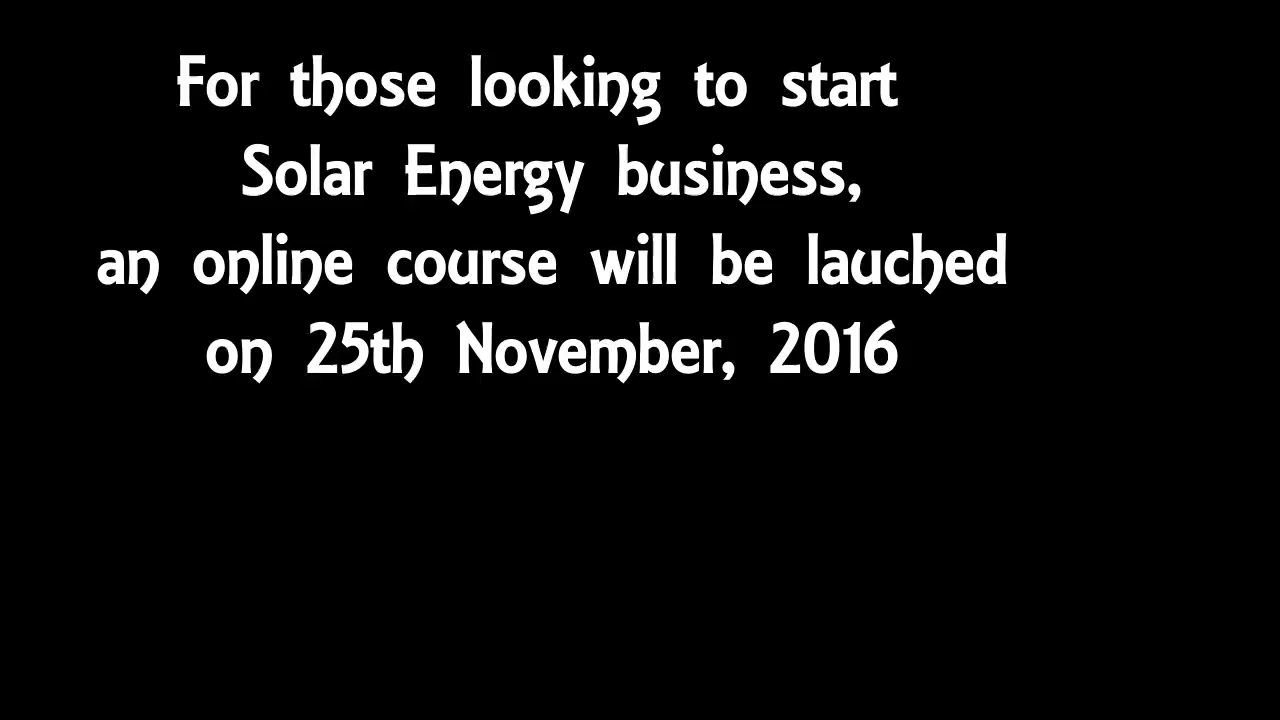 For those looking to start
Solar Energy business,
an online course will be lauched
on 25th November, 2016